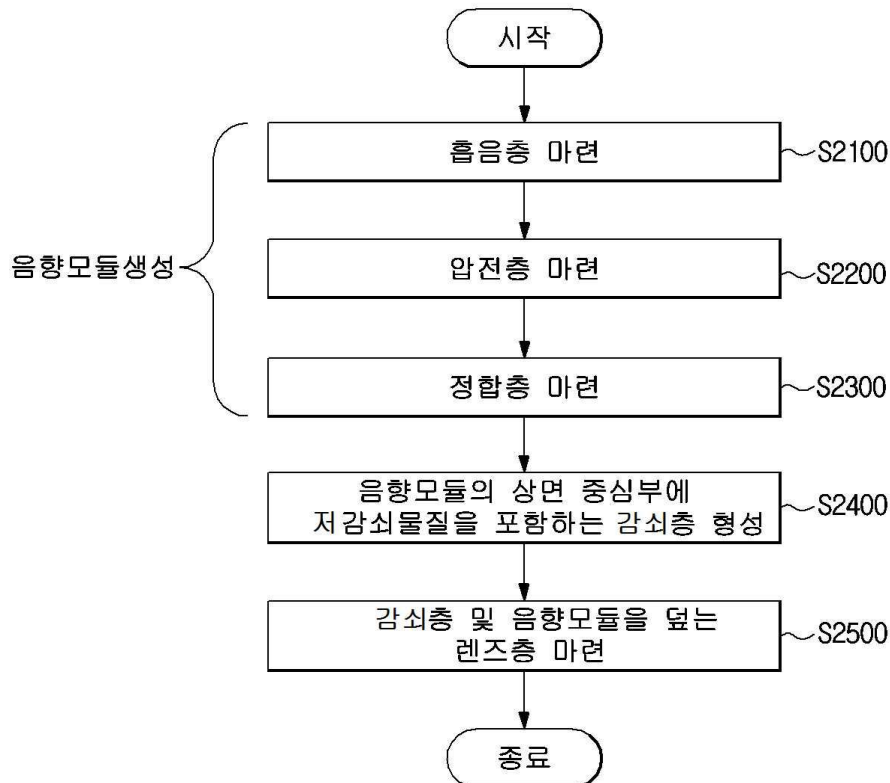 시작
흡음층 마련
S2100
음향모듈생성
압전층 마련
S2200
정합층 마련
S2300
음향모듈의 상면 중심부에
저감쇠물질을 포함하는 감쇠층 형성
S2400
감쇠층 및 음향모듈을 덮는
렌즈층 마련
S2500
종료